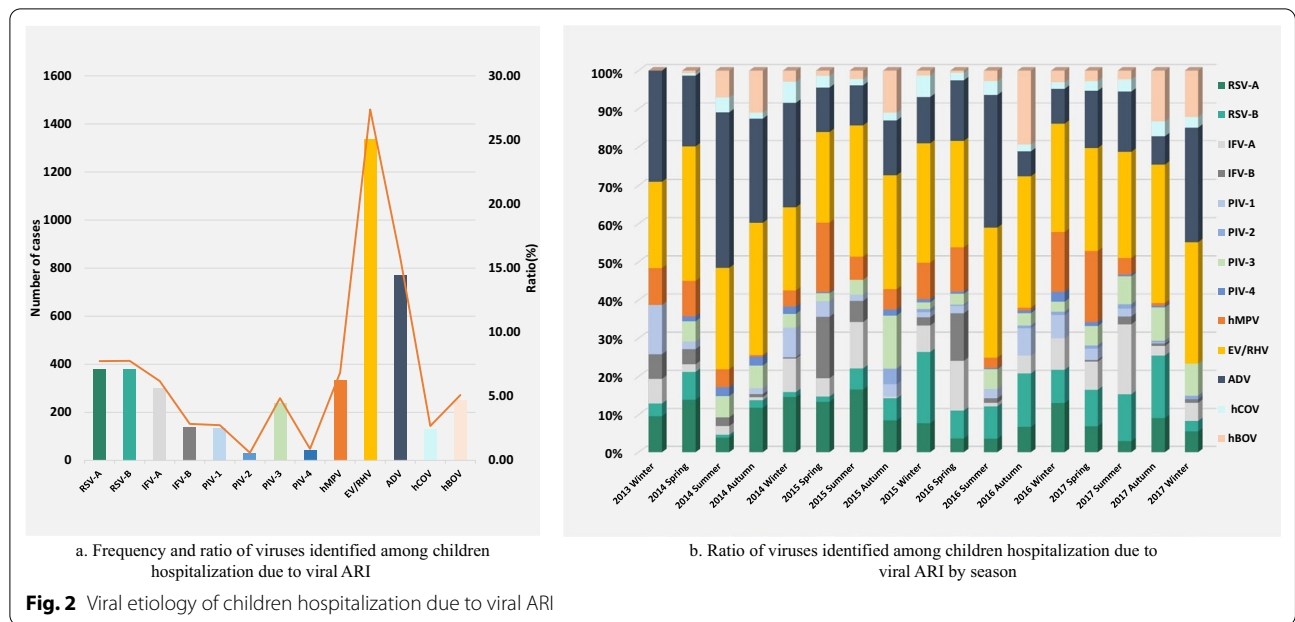 1600
1400
1200
1000
800
600
400
200
0
Number of cases
30.00
25.00
20.00
15.00
10.00
5.00
0.00
Ratio(%)
RSV-A
RSV-B
IFV-A
IFV-B
PIV-1
PIV-2
PIV-3
PIV-4
hMPV
EV/RHV
ADV
hCOV
hBOV
a. Frequency and ratio of viruses identified among children
hospitalization due to viral ARI
100%
90%
80%
70%
60%
50%
40%
30%
20%
10%
0%
2013 Winter
2014 Spring
2014 Summer
2014 Autumn
2014 Winter
2015 Spring
2015 Summer
2015 Autumn
2015 Winter
2016 Spring
2016 Summer
2016 Autumn
2016 Winter
2017 Spring
2017 Summer
2017 Autumn
2017 Winter
RSV-A
RSV-B
IFV-A
IFV-B
PIV-1
PIV-2
PIV-3
PIV-4
hMPV
EV/RHV
ADV
hCOV
hBOV
b. Ratio of viruses identified among children hospitalization due to
viral ARI by season
Fig. 2 Viral etiology of children hospitalization due to viral ARI